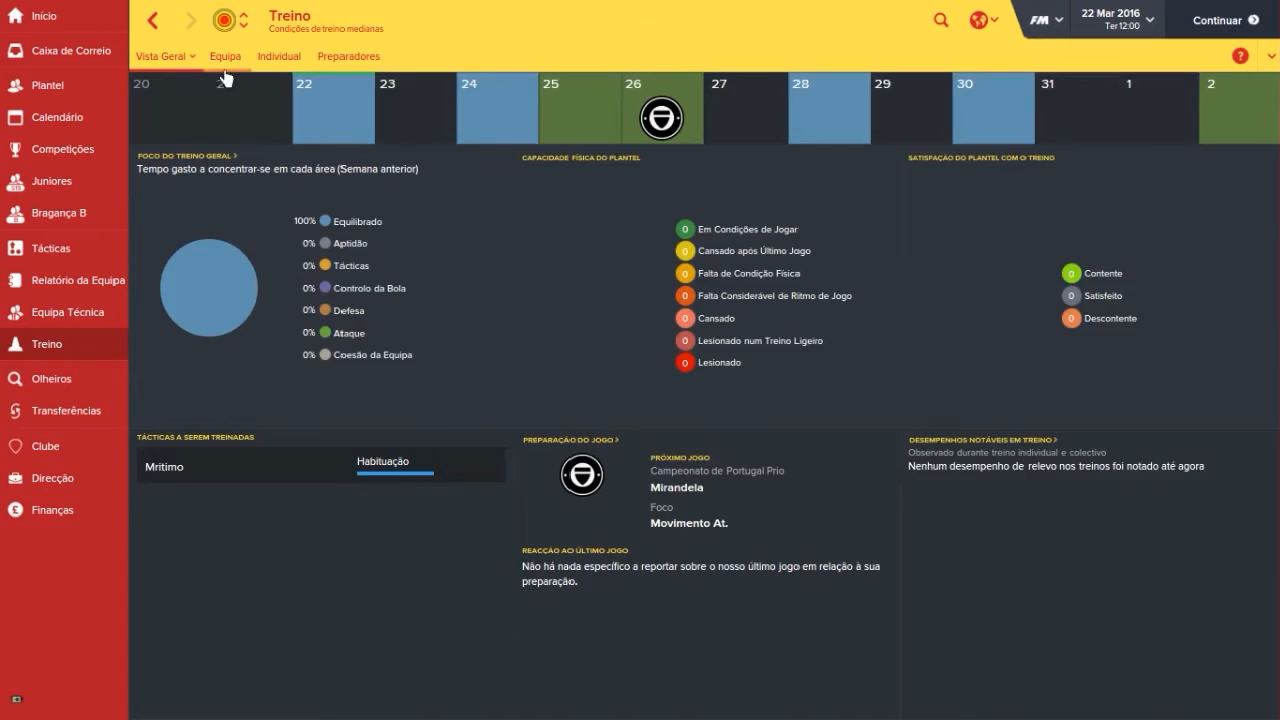 Início
Caixa de Correio
Plantel
Calendário
Competições
Juniores
Bragança B
Tácticas
Relatório da Equipa
Equipa Técnica
Treino
Olheiros
Transferências
Clube
Direcção
Finanças
Treino
Condições de treino medianas
FM
22 Mar 2016
Ter 12:00
Continuar
Vista Geral
Equipa
Individual
Preparadores
?
20
22
23
24
25
26
27
28
29
30
31
1
2
FOCO DO TREINO GERAL >
Tempo gasto a concentrar-se em cada área (Semana anterior)
100% Equilibrado
0% Aptidão
0% Tácticas
0% Controlo da Bola
0% Defesa
0% Ataque
0% Coesão da Equipa
CAPACIDADE FÍSICA DO PLANTEL
0 Em Condições de Jogar
0 Cansado após Último Jogo
0 Falta de Condição Física
0 Falta Considerável de Ritmo de Jogo
0 Cansado
0 Lesionado num Treino Ligeiro
0 Lesionado
SATISFAÇÃO DO PLANTEL COM O TREINO
0 Contente
0 Satisfeito
0 Descontente
TÁCTICAS A SEREM TREINADAS
Mritimo
Habituação
PREPARAÇÃO DO JOGO >
PRÓXIMO JOGO
Campeonato de Portugal Prio
Mirandela
Foco
Movimento At.
REACÇÃO AO ÚLTIMO JOGO
Não há nada específico a reportar sobre o nosso último jogo em relação à sua
preparação.
DESEMPENHOS NOTÁVEIS EM TREINO >
Observado durante treino individual e colectivo
Nenhum desempenho de relevo nos treinos foi notado até agora